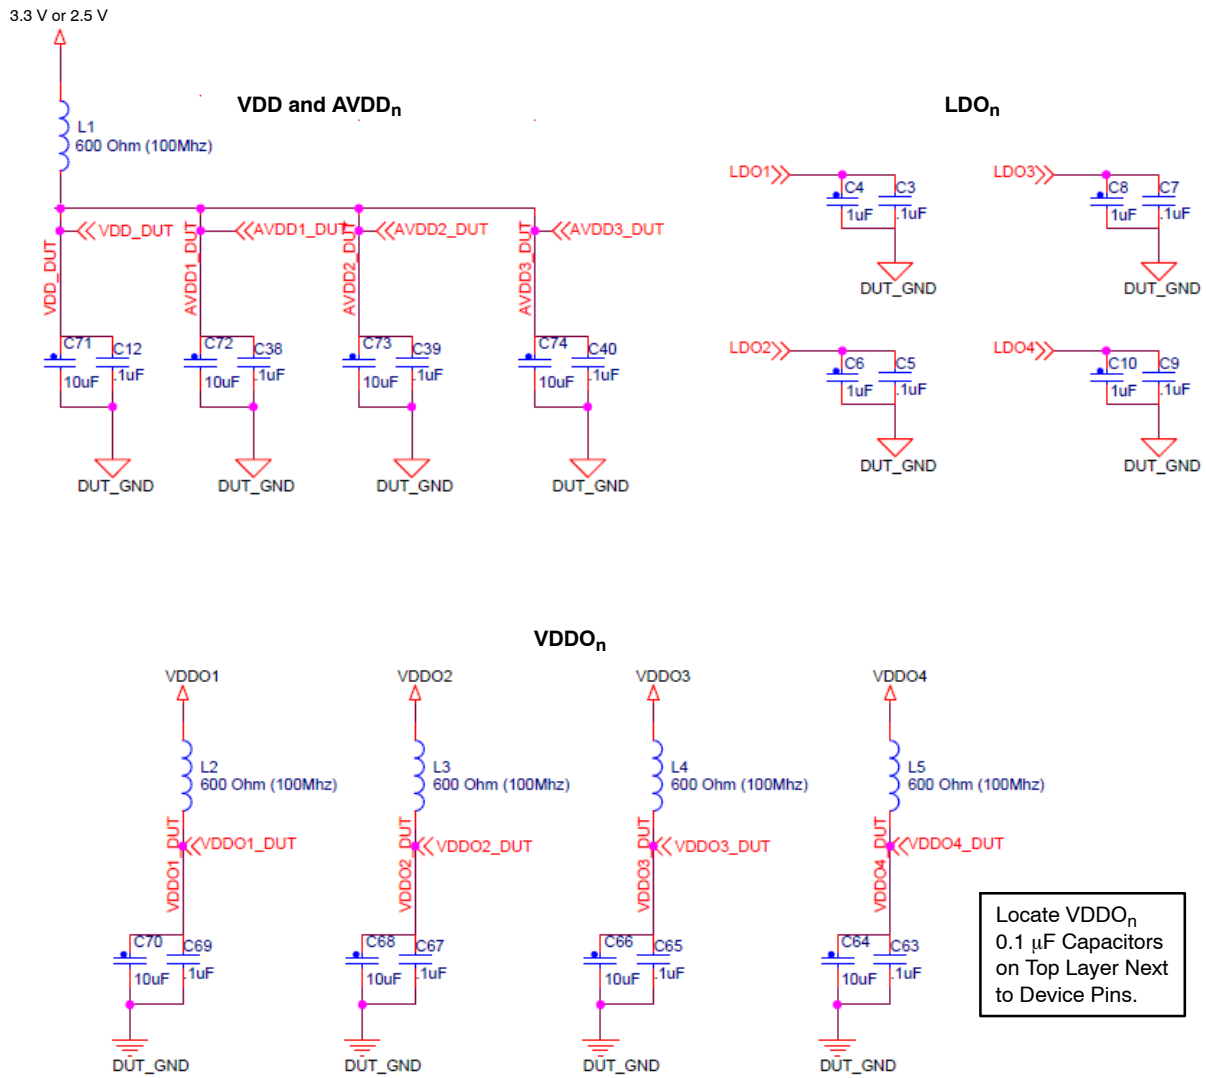 3.3 V or 2.5 V
VDD and AVDDn
L1
600 Ohm (100Mhz)
VDD_DUT
AVDD1_DUT
AVDD2_DUT
AVDD3_DUT
VDD_DUT
AVDD1_DUT
AVDD2_DUT
AVDD3_DUT
C71
C12
10uF
.1uF
C72
C38
10uF
.1uF
C73
C39
10uF
.1uF
C74
C40
10uF
.1uF
DUT_GND
DUT_GND
DUT_GND
DUT_GND
LDOn
LDO1
C4
C3
1uF
.1uF
DUT_GND
LDO3
C8
C7
1uF
.1uF
DUT_GND
LDO2
C6
C5
1uF
.1uF
DUT_GND
LDO4
C10
C9
1uF
.1uF
DUT_GND
VDDOn
VDDO1
L2
600 Ohm (100Mhz)
VDDO1_DUT
VDDO1_DUT
C70
C69
10uF
.1uF
DUT_GND
VDDO2
L3
600 Ohm (100Mhz)
VDDO2_DUT
VDDO2_DUT
C68
C67
10uF
.1uF
DUT_GND
VDDO3
L4
600 Ohm (100Mhz)
VDDO3_DUT
VDDO3_DUT
C66
C65
10uF
.1uF
DUT_GND
VDDO4
L5
600 Ohm (100Mhz)
VDDO4_DUT
VDDO4_DUT
C64
C63
10uF
.1uF
DUT_GND
Locate VDDOn
0.1 μF Capacitors
on Top Layer Next
to Device Pins.